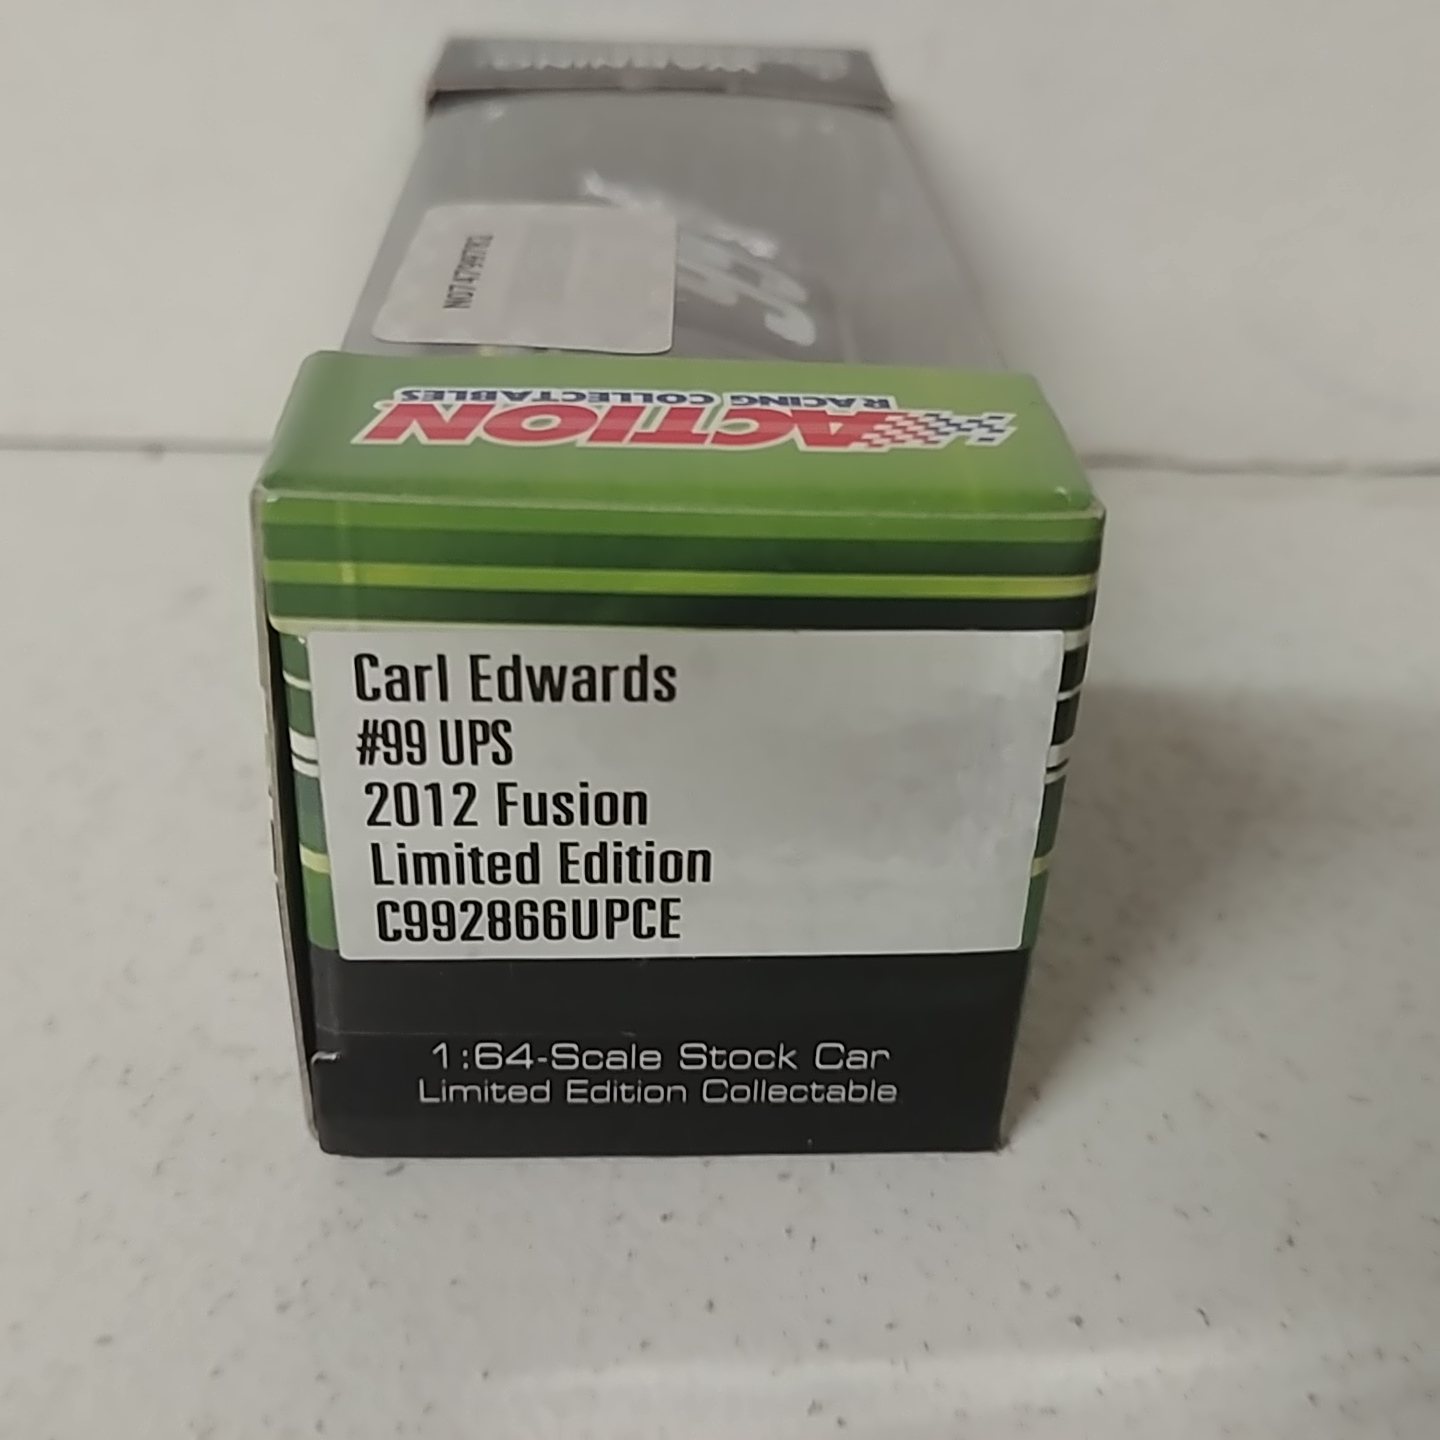 N074799783
ACTION
RACING COLLECTABLES
Carl Edwards
#99 UPS
2012 Fusion
Limited Edition
C992866UPCE
1:64-Scale Stock Car
Limited Edition Collectable